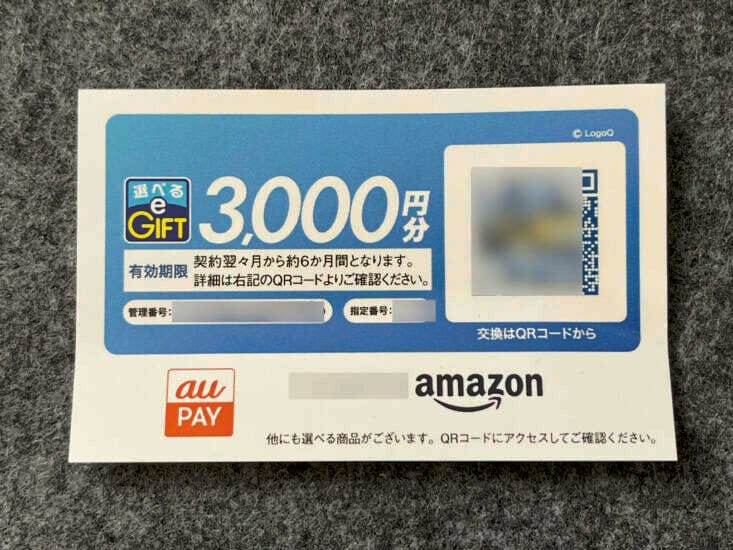 © LogoQ
選べる
e
GIFT
3,000円分
有効期限
契約翌々月から約6か月間となります。
詳細は右記のQRコードよりご確認ください。
管理番号:
指定番号:
交換はQRコードから
au
PAY
amazon
他にも選べる商品がございます。QRコードにアクセスしてご確認ください。